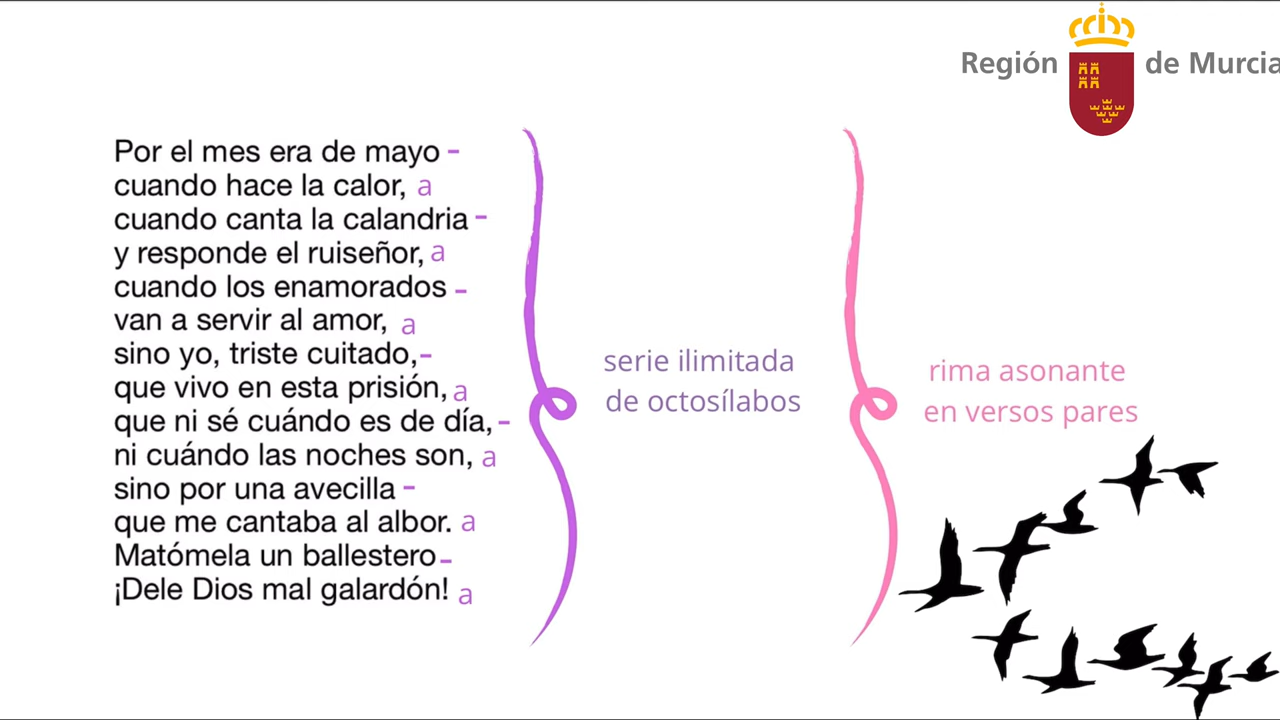 Región de Murcia
Por el mes era de mayo -
cuando hace la calor, a
cuando canta la calandria -
y responde el ruiseñor, a
cuando los enamorados -
van a servir al amor, a
sino yo, triste cuitado, -
que vivo en esta prisión, a
que ni sé cuándo es de día, -
ni cuándo las noches son, a
sino por una avecilla -
que me cantaba al albor. a
Matómela un ballestero -
¡Dele Dios mal galardón! a
serie ilimitada
de octosílabos
rima asonante
en versos pares